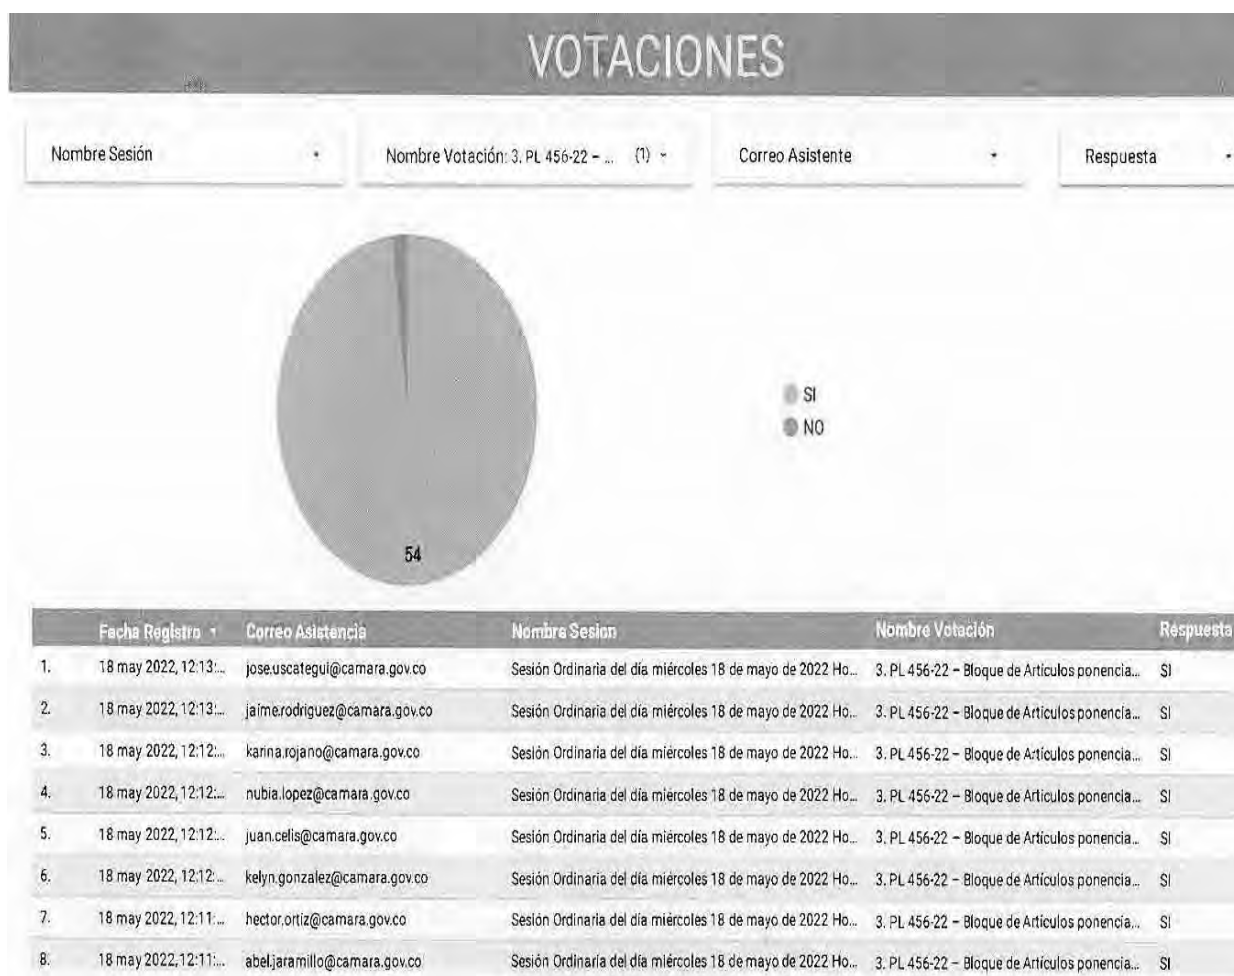 VOTACIONES
Nombre Sesión Nombre Votación: 3. PL 456-22 – ... (1) Correo Asistente Respuesta
SI
NO
54
Fecha Registro Correo Asistencia Nombre Sesion Nombre Votación Respuesta
1. 18 may 2022, 12:13:... jose.uscategui@camara.gov.co Sesión Ordinaria del día miércoles 18 de mayo de 2022 Ho... 3. PL 456-22 – Bloque de Artículos ponencia... SI
2. 18 may 2022, 12:13:... jaime.rodriguez@camara.gov.co Sesión Ordinaria del día miércoles 18 de mayo de 2022 Ho... 3. PL 456-22 – Bloque de Artículos ponencia... SI
3. 18 may 2022, 12:12:... karina.rojano@camara.gov.co Sesión Ordinaria del día miércoles 18 de mayo de 2022 Ho... 3. PL 456-22 – Bloque de Artículos ponencia... SI
4. 18 may 2022, 12:12:... nubia.lopez@camara.gov.co Sesión Ordinaria del día miércoles 18 de mayo de 2022 Ho... 3. PL 456-22 – Bloque de Artículos ponencia... SI
5. 18 may 2022, 12:12:... juan.celis@camara.gov.co Sesión Ordinaria del día miércoles 18 de mayo de 2022 Ho... 3. PL 456-22 – Bloque de Artículos ponencia... SI
6. 18 may 2022, 12:12:... kelyn.gonzalez@camara.gov.co Sesión Ordinaria del día miércoles 18 de mayo de 2022 Ho... 3. PL 456-22 – Bloque de Artículos ponencia... SI
7. 18 may 2022, 12:11:... hector.ortiz@camara.gov.co Sesión Ordinaria del día miércoles 18 de mayo de 2022 Ho... 3. PL 456-22 – Bloque de Artículos ponencia... SI
8. 18 may 2022, 12:11:... abel.jaramillo@camara.gov.co Sesión Ordinaria del día miércoles 18 de mayo de 2022 Ho... 3. PL 456-22 – Bloque de Artículos ponencia... SI